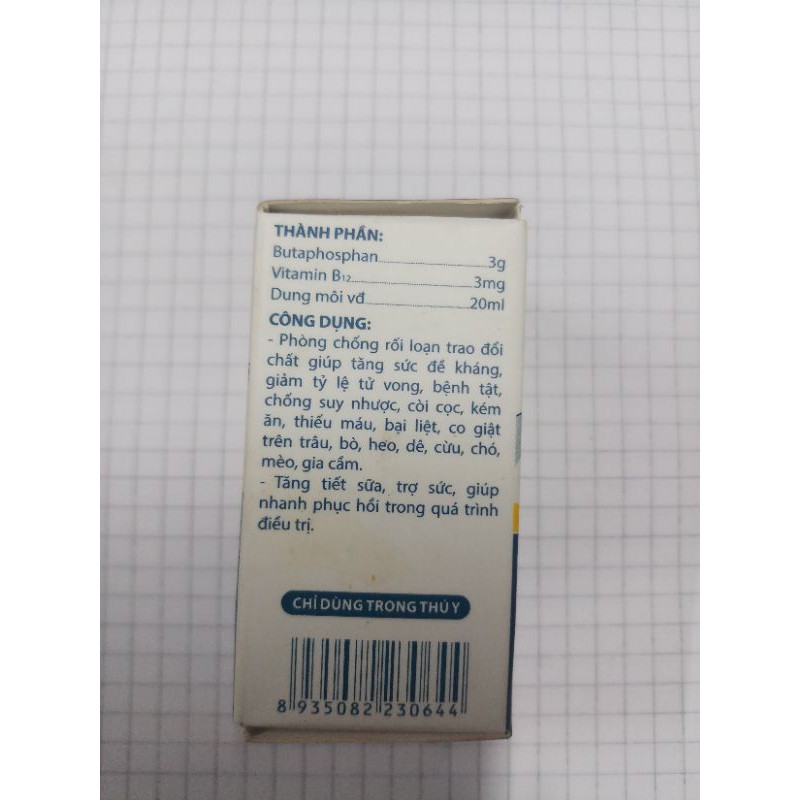 THÀNH PHẦN:
Butaphosphan 3g
Vitamin B₁₂ 3mg
Dung môi vđ 20ml
CÔNG DỤNG:
- Phòng chống rối loạn trao đổi
chất giúp tăng sức đề kháng,
giảm tỷ lệ tử vong, bệnh tật,
chống suy nhược, còi cọc, kém
ăn, thiếu máu, bại liệt, co giật
trên trâu, bò, heo, dê, cừu, chó,
mèo, gia cầm.
- Tăng tiết sữa, trợ sức, giúp
nhanh phục hồi trong quá trình
điều trị.
CHỈ DÙNG TRONG THÚ Y
8 935082 230644